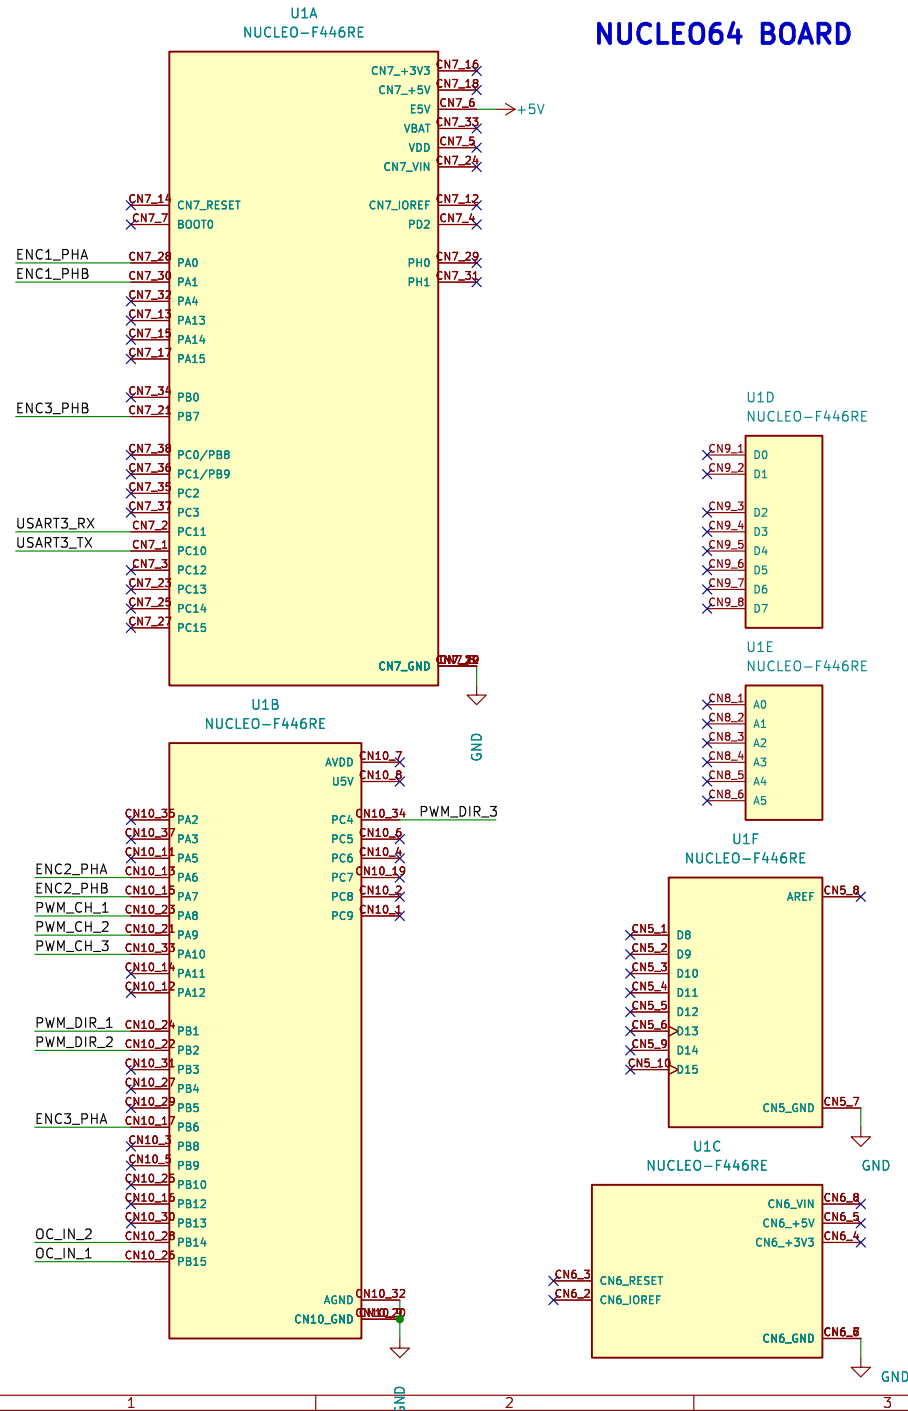 NUCLEO64 BOARD
U1A
NUCLEO-F446RE
CN7_+3V3 CN7_16
CN7_+5V CN7_18
E5V CN7_6 +5V
VBAT CN7_33
VDD CN7_5
CN7_VIN CN7_24
CN7_14 CN7_RESET CN7_IOREF CN7_12
CN7_7 BOOT0 PD2 CN7_4
ENC1_PHA CN7_28 PA0 PH0 CN7_29
ENC1_PHB CN7_30 PA1 PH1 CN7_31
CN7_32 PA4
CN7_13 PA13
CN7_15 PA14
CN7_17 PA15
CN7_34 PB0
ENC3_PHB CN7_21 PB7
CN7_38 PC0/PB8
CN7_36 PC1/PB9
CN7_35 PC2
CN7_37 PC3
USART3_RX CN7_2 PC11
USART3_TX CN7_1 PC10
CN7_3 PC12
CN7_23 PC13
CN7_25 PC14
CN7_27 PC15
CN7_GND
GND
U1B
NUCLEO-F446RE
AVDD CN10_7
U5V CN10_8
CN10_35 PA2 PC4 CN10_34 PWM_DIR_3
CN10_37 PA3 PC5 CN10_6
CN10_11 PA5 PC6 CN10_4
ENC2_PHA CN10_13 PA6 PC7 CN10_19
ENC2_PHB CN10_15 PA7 PC8 CN10_2
PWM_CH_1 CN10_23 PA8 PC9 CN10_1
PWM_CH_2 CN10_21 PA9
PWM_CH_3 CN10_33 PA10
CN10_14 PA11
CN10_12 PA12
PWM_DIR_1 CN10_24 PB1
PWM_DIR_2 CN10_22 PB2
CN10_31 PB3
CN10_27 PB4
CN10_29 PB5
ENC3_PHA CN10_17 PB6
CN10_3 PB8
CN10_5 PB9
CN10_25 PB10
CN10_16 PB12
CN10_30 PB13
OC_IN_2 CN10_28 PB14
OC_IN_1 CN10_26 PB15
AGND CN10_32
CN10_GND
GND
U1D
NUCLEO-F446RE
CN9_1 D0
CN9_2 D1
CN9_3 D2
CN9_4 D3
CN9_5 D4
CN9_6 D5
CN9_7 D6
CN9_8 D7
U1E
NUCLEO-F446RE
CN8_1 A0
CN8_2 A1
CN8_3 A2
CN8_4 A3
CN8_5 A4
CN8_6 A5
U1F
NUCLEO-F446RE
AREF CN5_8
CN5_1 D8
CN5_2 D9
CN5_3 D10
CN5_4 D11
CN5_5 D12
CN5_6 D13
CN5_9 D14
CN5_10 D15
CN5_GND CN5_7
GND
U1C
NUCLEO-F446RE
CN6_VIN CN6_8
CN6_+5V CN6_5
CN6_+3V3 CN6_4
CN6_3 CN6_RESET
CN6_2 CN6_IOREF
CN6_GND
GND
1 2 3